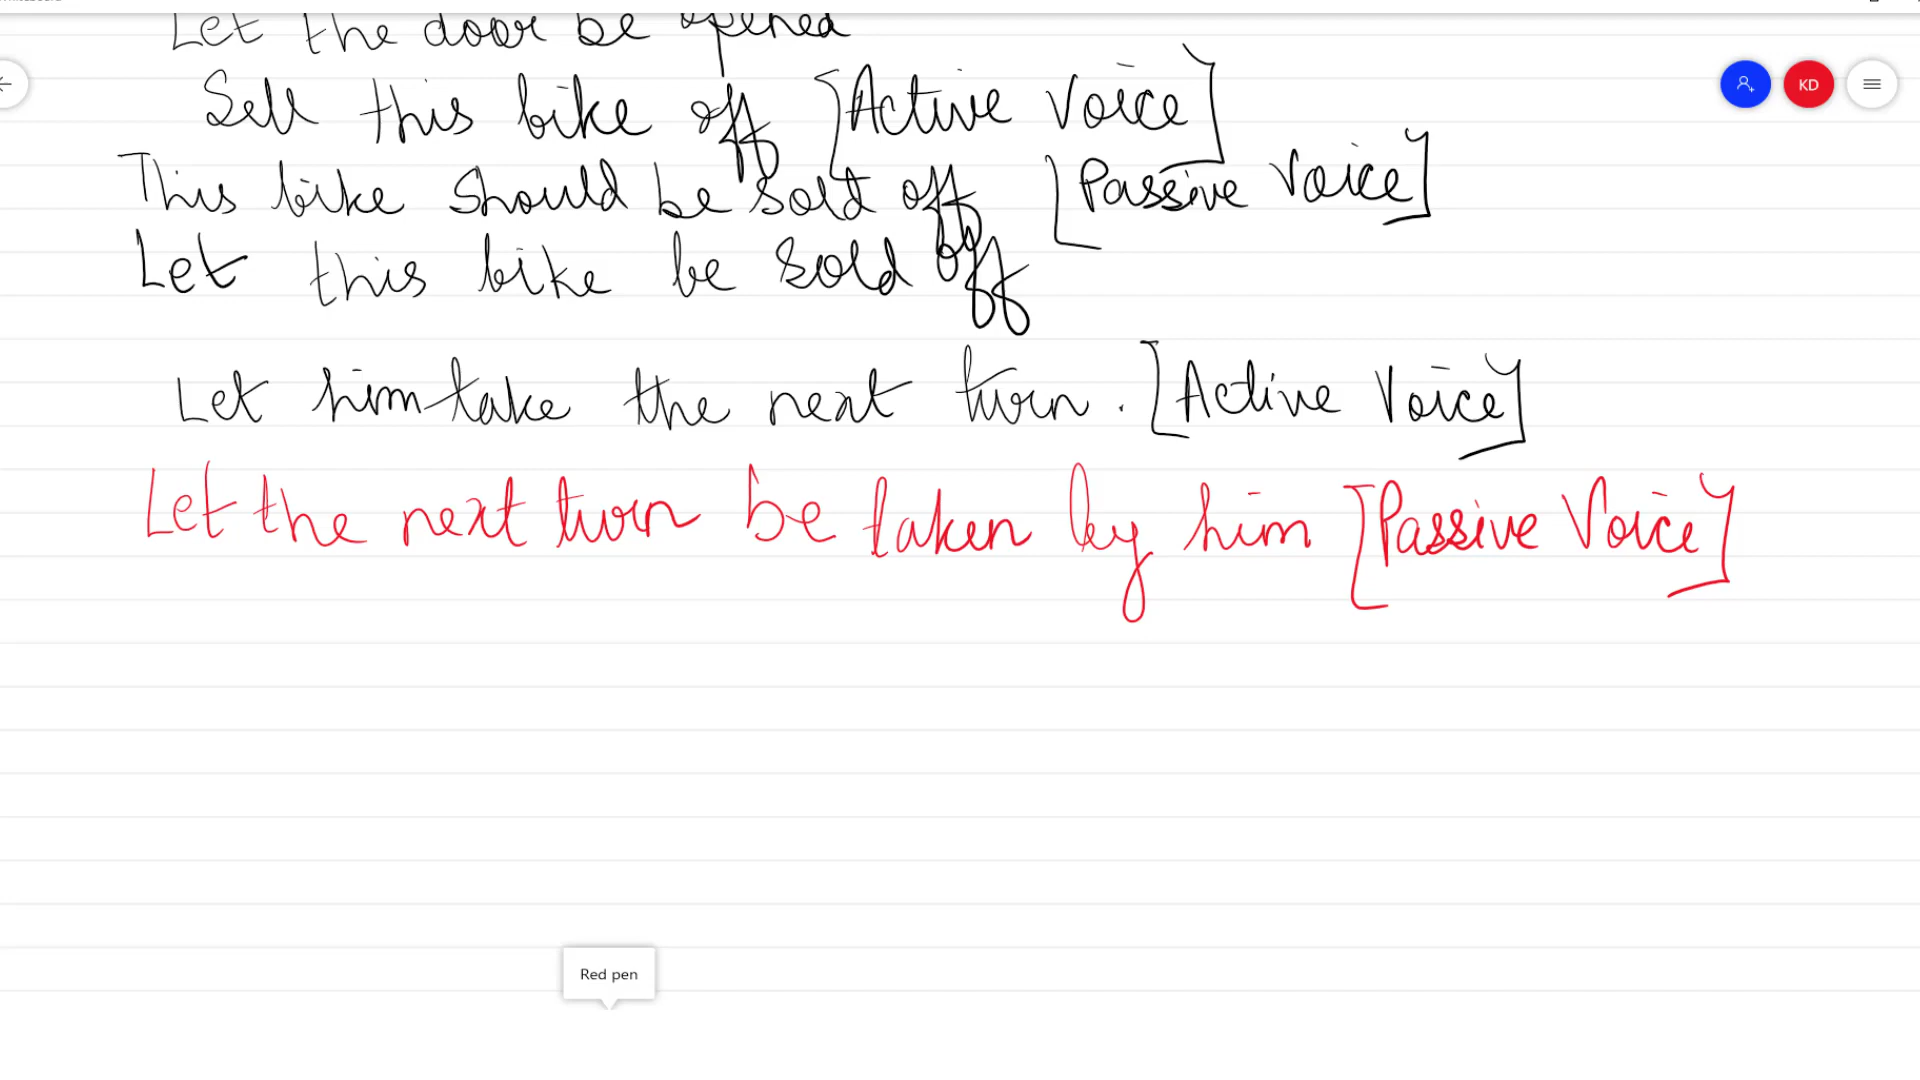 Let the door be opened
Sell this bike off [Active Voice]
This bike should be sold off [Passive Voice]
Let this bike be sold off
Let him take the next turn. [Active Voice]
Let the next turn be taken by him [Passive Voice]
KD
Red pen